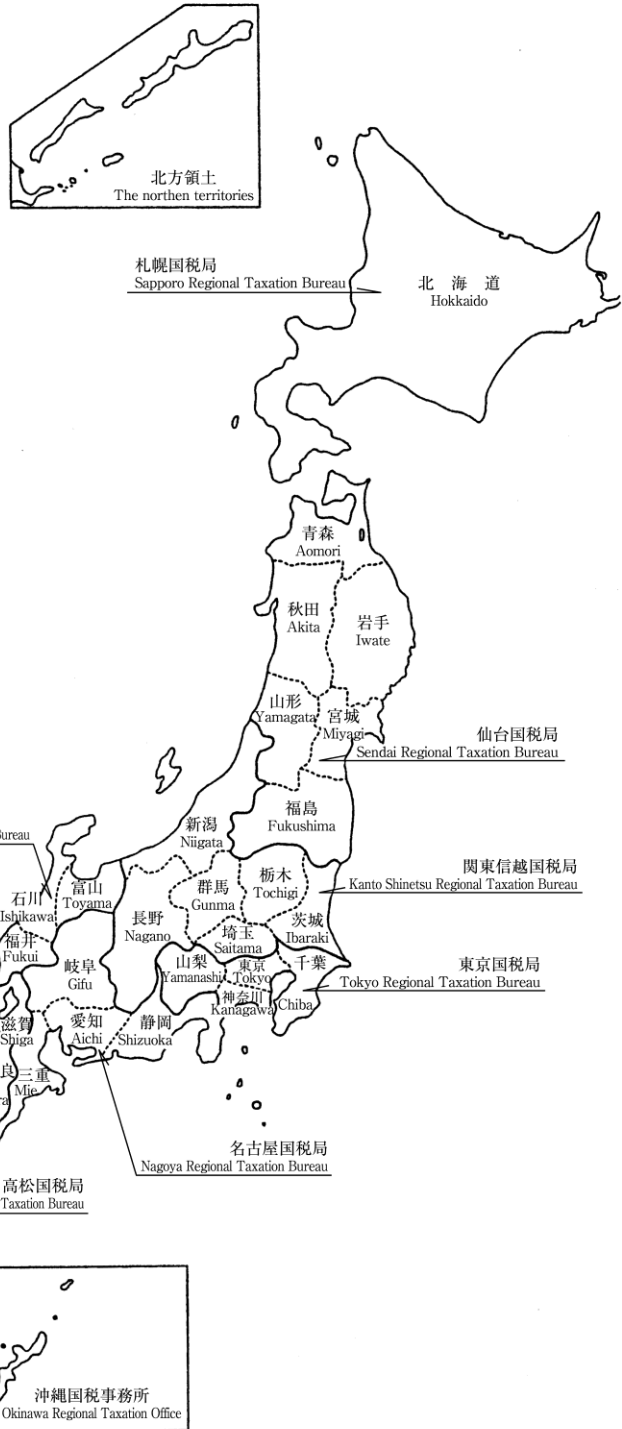 北方領土
The northen territories
札幌国税局
Sapporo Regional Taxation Bureau
北海道
Hokkaido
青森
Aomori
秋田
Akita
岩手
Iwate
山形
Yamagata
宮城
Miyagi
仙台国税局
Sendai Regional Taxation Bureau
福島
Fukushima
新潟
Niigata
Bureau
石川
Ishikawa
富山
Toyama
福井
Fukui
群馬
Gunma
栃木
Tochigi
関東信越国税局
Kanto Shinetsu Regional Taxation Bureau
長野
Nagano
埼玉
Saitama
茨城
Ibaraki
岐阜
Gifu
山梨
Yamanashi
東京
Tokyo
千葉
Chiba
東京国税局
Tokyo Regional Taxation Bureau
神奈川
Kanagawa
滋賀
Shiga
愛知
Aichi
静岡
Shizuoka
良
ra
三重
Mie
名古屋国税局
Nagoya Regional Taxation Bureau
高松国税局
Taxation Bureau
沖縄国税事務所
Okinawa Regional Taxation Office